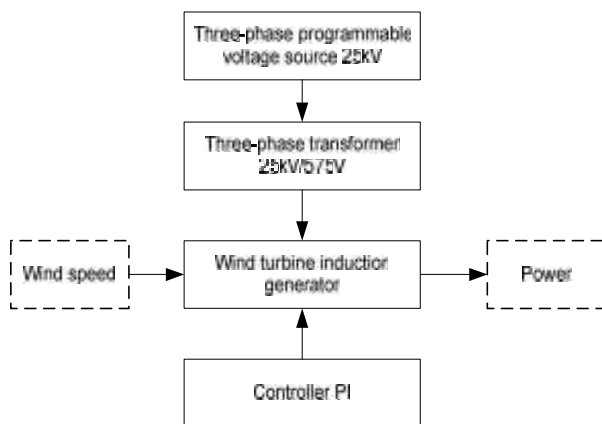 Three-phase programmable
voltage source 25kV
Three-phase transformer
25kV/575V
Wind speed
Wind turbine induction
generator
Power
Controller PI